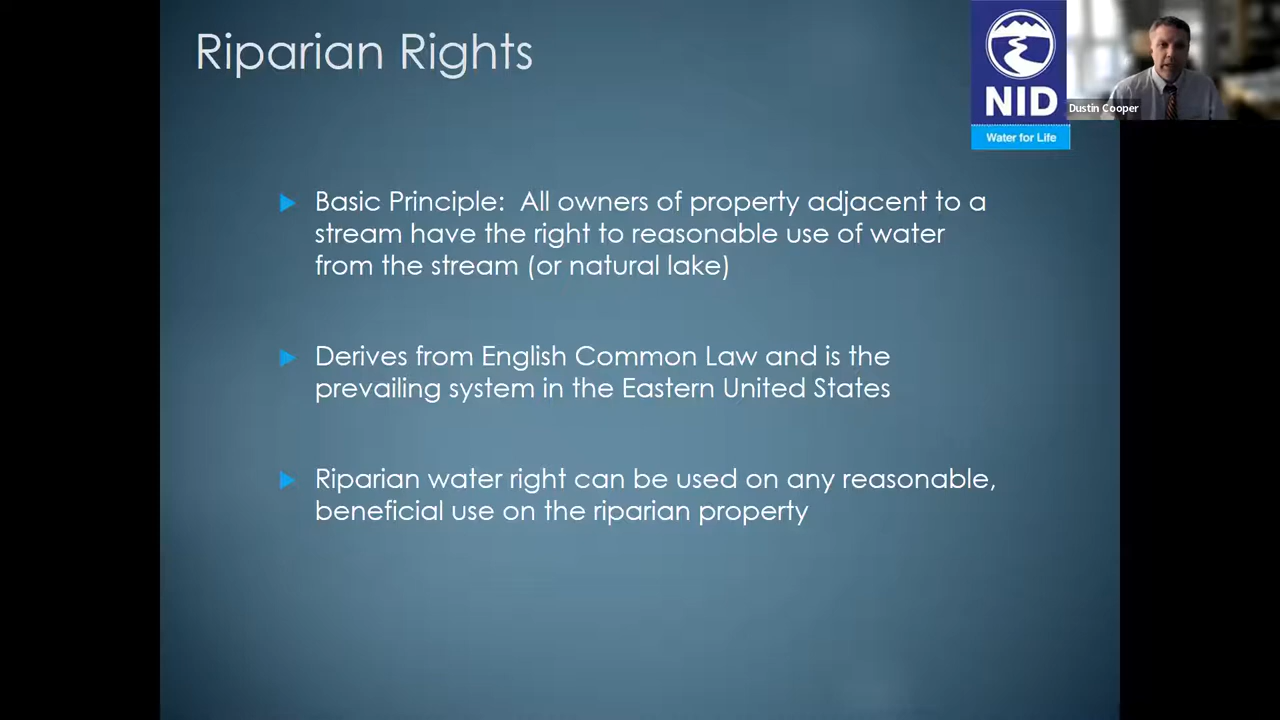 Riparian Rights
NID
Water for Life
Dustin Cooper
Basic Principle: All owners of property adjacent to a
stream have the right to reasonable use of water
from the stream (or natural lake)
Derives from English Common Law and is the
prevailing system in the Eastern United States
Riparian water right can be used on any reasonable,
beneficial use on the riparian property